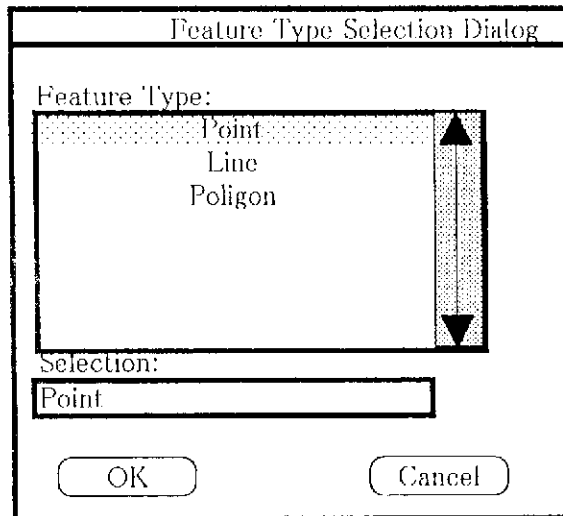 Feature Type Selection Dialog
Feature Type:
Point
Line
Poligon
Selection:
Point
OK
Cancel